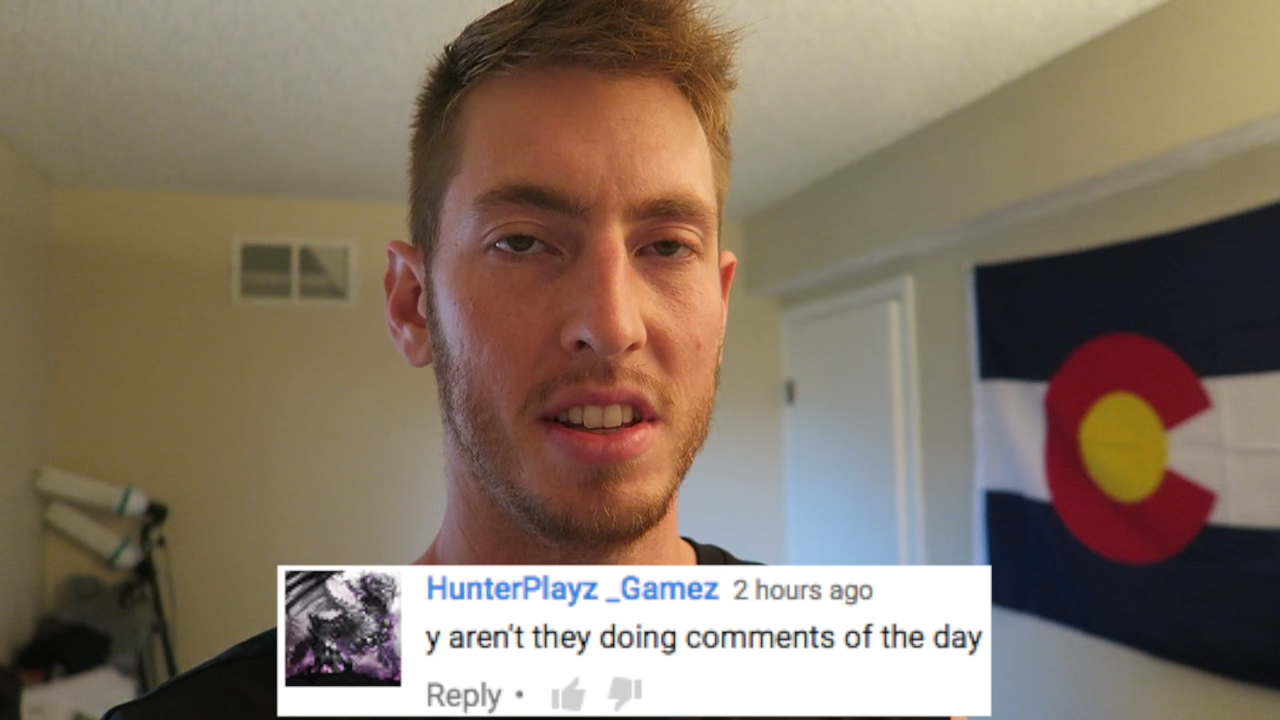 HunterPlayz _Gamez 2 hours ago
y aren't they doing comments of the day
Reply •